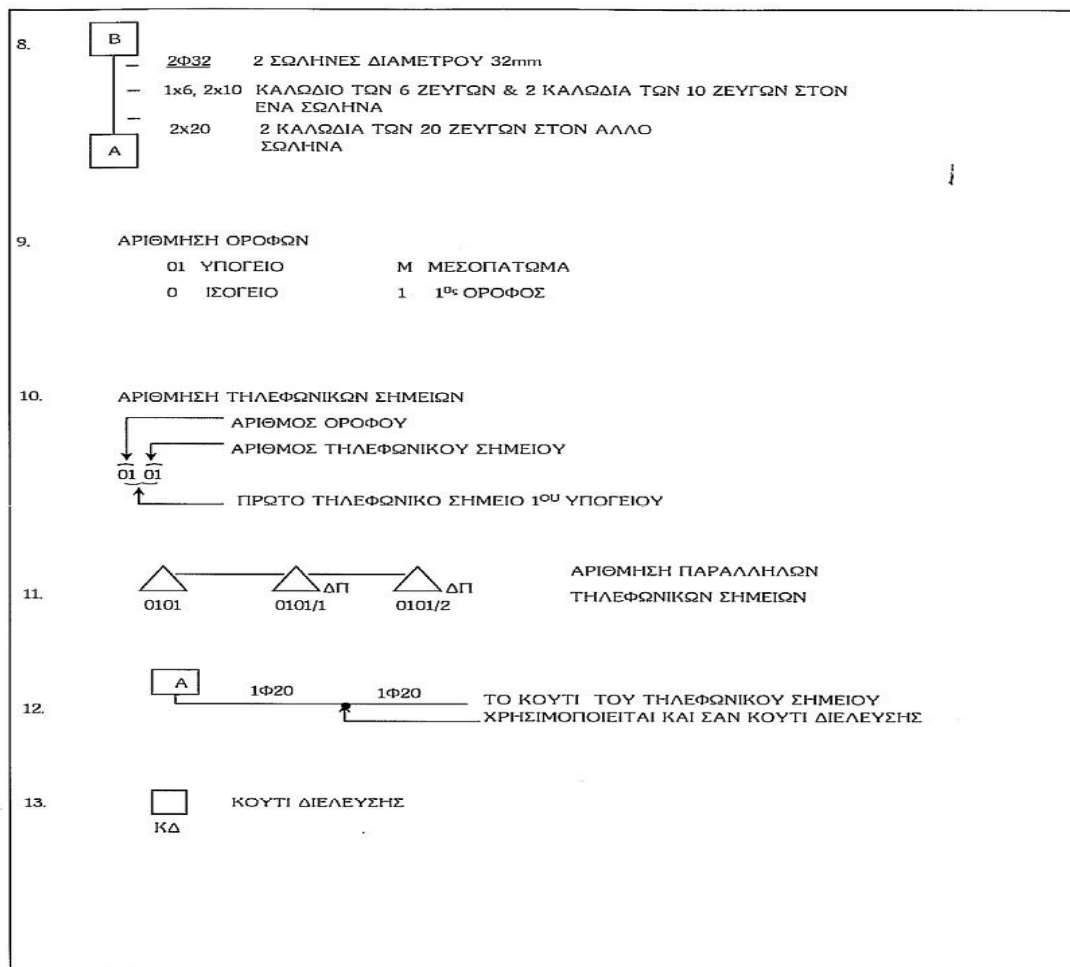 8.
B
2Φ32 2 ΣΩΛΗΝΕΣ ΔΙΑΜΕΤΡΟΥ 32mm
1x6, 2x10 ΚΑΛΩΔΙΟ ΤΩΝ 6 ΖΕΥΓΩΝ & 2 ΚΑΛΩΔΙΑ ΤΩΝ 10 ΖΕΥΓΩΝ ΣΤΟΝ
ΕΝΑ ΣΩΛΗΝΑ
2x20 2 ΚΑΛΩΔΙΑ ΤΩΝ 20 ΖΕΥΓΩΝ ΣΤΟΝ ΑΛΛΟ
ΣΩΛΗΝΑ
A
9. ΑΡΙΘΜΗΣΗ ΟΡΟΦΩΝ
01 ΥΠΟΓΕΙΟ Μ ΜΕΣΟΠΑΤΩΜΑ
0 ΙΣΟΓΕΙΟ 1 1ος ΟΡΟΦΟΣ
10. ΑΡΙΘΜΗΣΗ ΤΗΛΕΦΩΝΙΚΩΝ ΣΗΜΕΙΩΝ
ΑΡΙΘΜΟΣ ΟΡΟΦΟΥ
ΑΡΙΘΜΟΣ ΤΗΛΕΦΩΝΙΚΟΥ ΣΗΜΕΙΟΥ
01 01
ΠΡΩΤΟ ΤΗΛΕΦΩΝΙΚΟ ΣΗΜΕΙΟ 1ΟΥ ΥΠΟΓΕΙΟΥ
11.
ΔΠ ΔΠ ΑΡΙΘΜΗΣΗ ΠΑΡΑΛΛΗΛΩΝ
0101 0101/1 0101/2 ΤΗΛΕΦΩΝΙΚΩΝ ΣΗΜΕΙΩΝ
12.
A 1Φ20 1Φ20 ΤΟ ΚΟΥΤΙ ΤΟΥ ΤΗΛΕΦΩΝΙΚΟΥ ΣΗΜΕΙΟΥ
ΧΡΗΣΙΜΟΠΟΙΕΙΤΑΙ ΚΑΙ ΣΑΝ ΚΟΥΤΙ ΔΙΕΛΕΥΣΗΣ
13. ΚΟΥΤΙ ΔΙΕΛΕΥΣΗΣ
ΚΔ